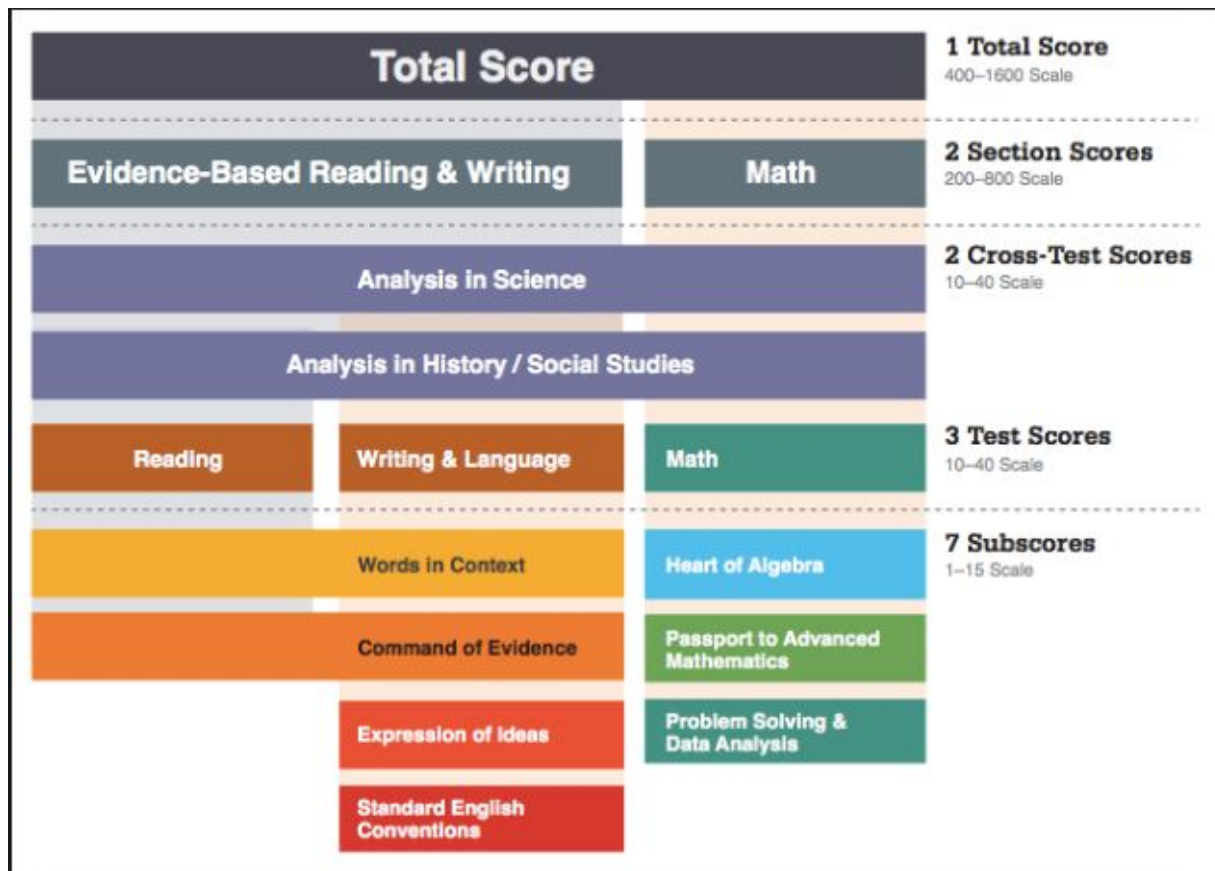 Total Score
1 Total Score
400–1600 Scale
Evidence-Based Reading & Writing
Math
2 Section Scores
200–800 Scale
Analysis in Science
2 Cross-Test Scores
10–40 Scale
Analysis in History / Social Studies
Reading
Writing & Language
Math
3 Test Scores
10–40 Scale
Words in Context
Heart of Algebra
7 Subscores
1–15 Scale
Command of Evidence
Passport to Advanced
Mathematics
Expression of Ideas
Problem Solving &
Data Analysis
Standard English
Conventions